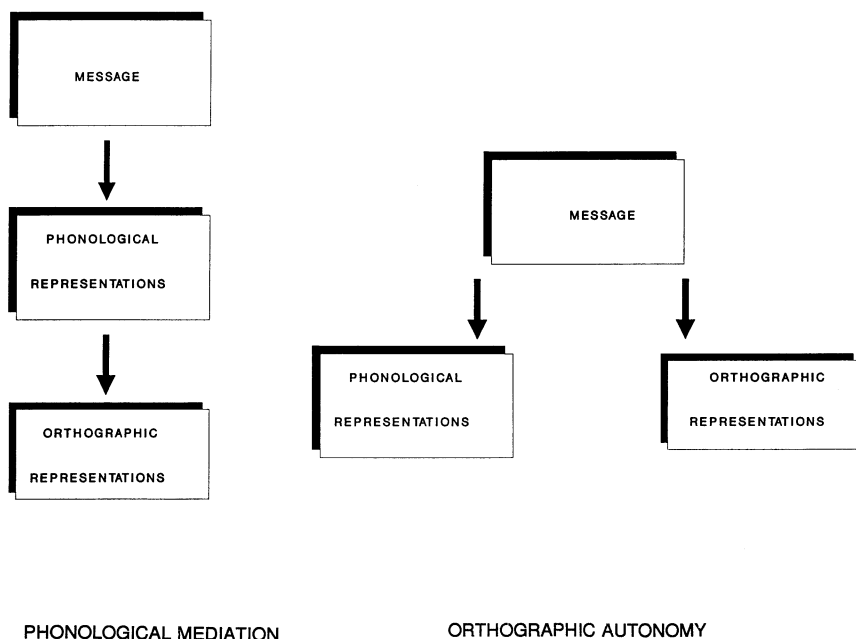 MESSAGE
PHONOLOGICAL
REPRESENTATIONS
ORTHOGRAPHIC
REPRESENTATIONS
PHONOLOGICAL MEDIATION
MESSAGE
PHONOLOGICAL
REPRESENTATIONS
ORTHOGRAPHIC
REPRESENTATIONS
ORTHOGRAPHIC AUTONOMY